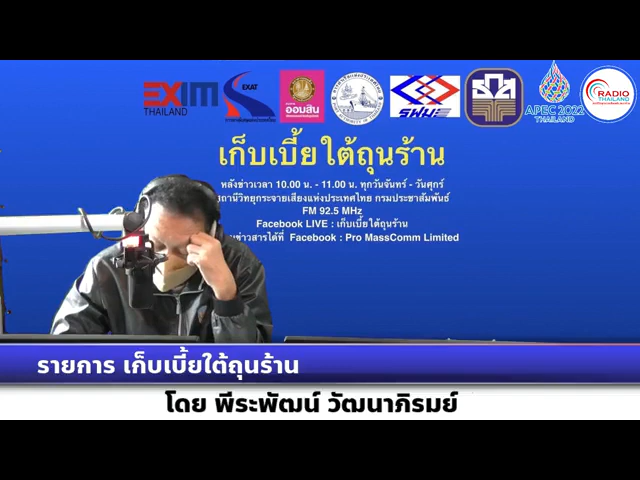 EXIM
THAILAND
EXAT
ออมสิน
รฟม
ธกส
APEC 2022
THAILAND
RADIO
THAILAND
เก็บเบี้ยใต้ถุนร้าน
หลังข่าวเวลา 10.00 น. - 11.00 น. ทุกวันจันทร์ - วันศุกร์
ถานีวิทยุกระจายเสียงแห่งประเทศไทย กรมประชาสัมพันธ์
FM 92.5 MHz
Facebook LIVE : เก็บเบี้ยใต้ถุนร้าน
ข่าวสารได้ที่ Facebook : Pro MassComm Limited
รายการ เก็บเบี้ยใต้ถุนร้าน
โดย พีระพัฒน์ วัฒนาภิรมย์